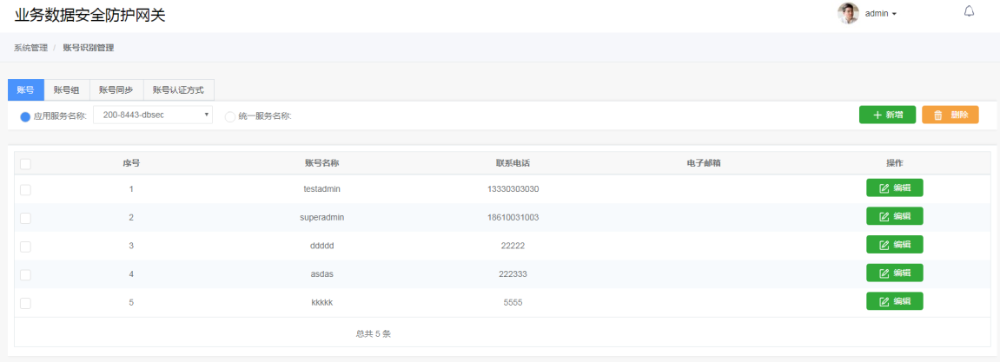 业务数据安全防护网关
admin
系统管理 / 账号识别管理
账号 账号组 账号同步 账号认证方式
应用服务名称: 200-8443-dbsec 统一服务名称: 新增 删除
序号 账号名称 联系电话 电子邮箱 操作
1 testadmin 13330303030 编辑
2 superadmin 18610031003 编辑
3 ddddd 22222 编辑
4 asdas 222333 编辑
5 kkkkk 5555 编辑
总共 5 条